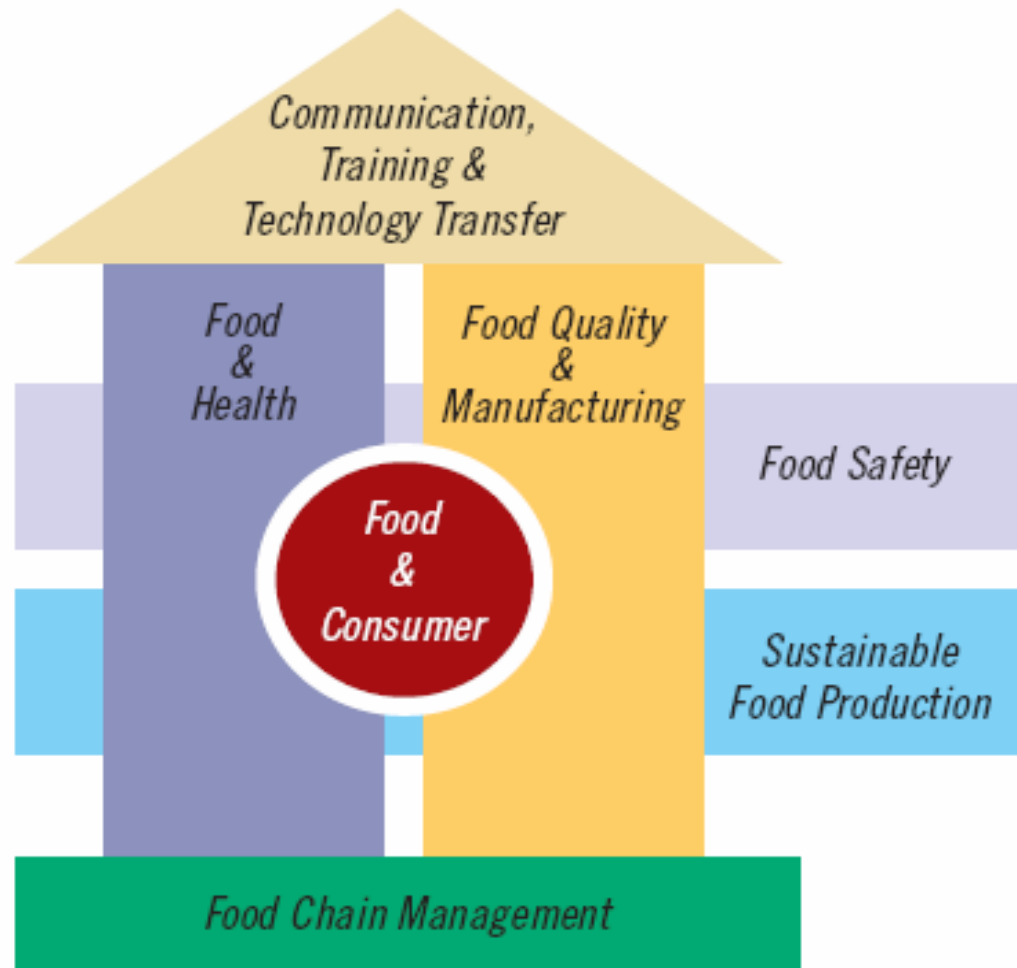 Communication,
Training &
Technology Transfer
Food
&
Health
Food Quality
&
Manufacturing
Food Safety
Food
&
Consumer
Sustainable
Food Production
Food Chain Management